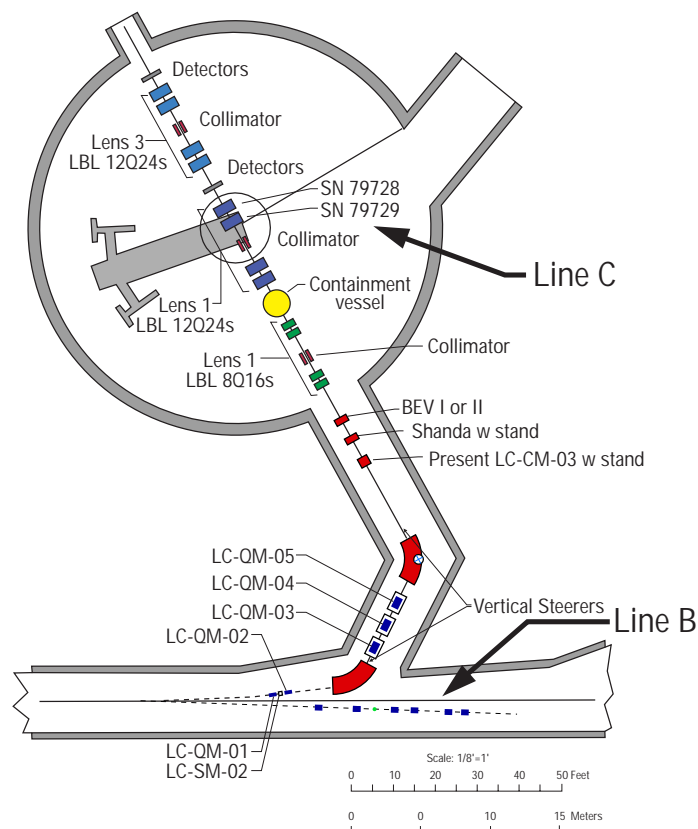 Detectors
Collimator
Lens 3
LBL 12Q24s
Detectors
SN 79728
SN 79729
Collimator
Line C
Containment
vessel
Lens 1
LBL 12Q24s
Lens 1
LBL 8Q16s
Collimator
BEV I or II
Shanda w stand
Present LC-CM-03 w stand
LC-QM-05
LC-QM-04
LC-QM-03
Vertical Steerers
LC-QM-02
Line B
LC-QM-01
LC-SM-02
Scale: 1/8'=1'
0 10 20 30 40 50 Feet
0 0 10 15 Meters